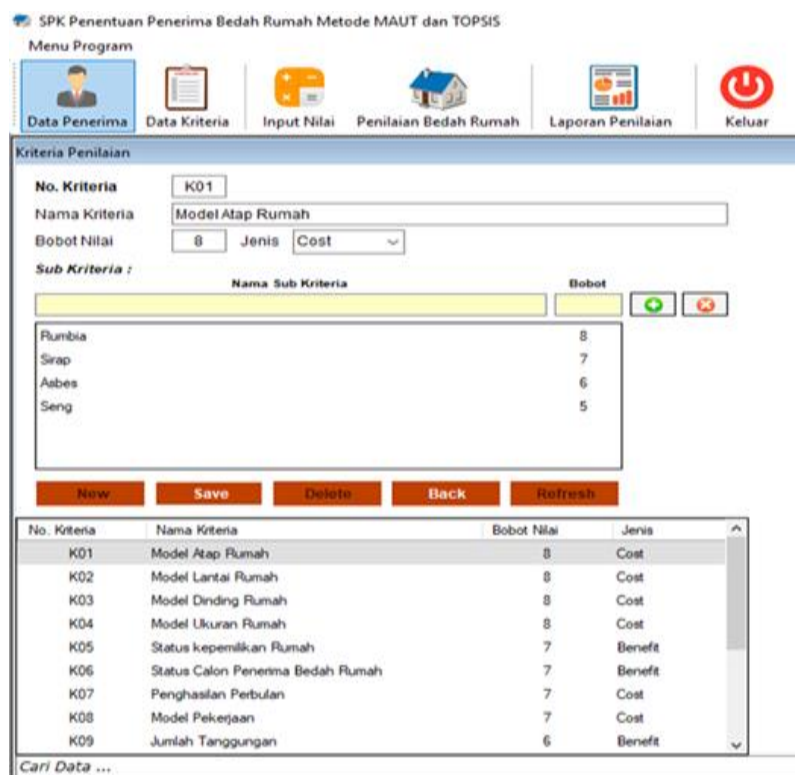 SPK Penentuan Penerima Bedah Rumah Metode MAUT dan TOPSIS
Menu Program
Data Penerima Data Kriteria Input Nilai Penilaian Bedah Rumah Laporan Penilaian Keluar
Kriteria Penilaian
No. Kriteria K01
Nama Kriteria Model Atap Rumah
Bobot Nilai 8 Jenis Cost
Sub Kriteria :
Nama Sub Kriteria Bobot
Rumbia 8
Sirap 7
Asbes 6
Seng 5
New Save Delete Back Refresh
No. Kriteria Nama Kriteria Bobot Nilai Jenis
K01 Model Atap Rumah 8 Cost
K02 Model Lantai Rumah 8 Cost
K03 Model Dinding Rumah 8 Cost
K04 Model Ukuran Rumah 8 Cost
K05 Status kepemilikan Rumah 7 Benefit
K06 Status Calon Penerima Bedah Rumah 7 Benefit
K07 Penghasilan Perbulan 7 Cost
K08 Model Pekerjaan 7 Cost
K09 Jumlah Tanggungan 6 Benefit
Cari Data ...